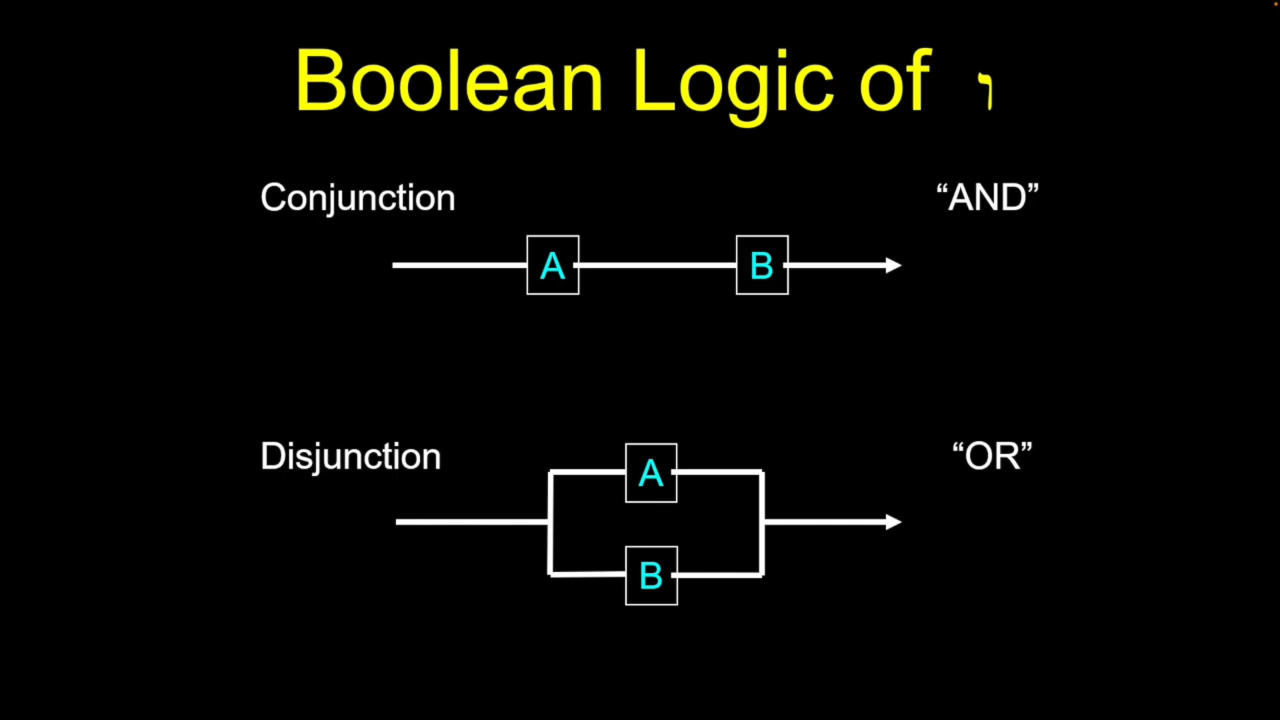 Boolean Logic of ו
Conjunction “AND”
A B
Disjunction “OR”
A
B